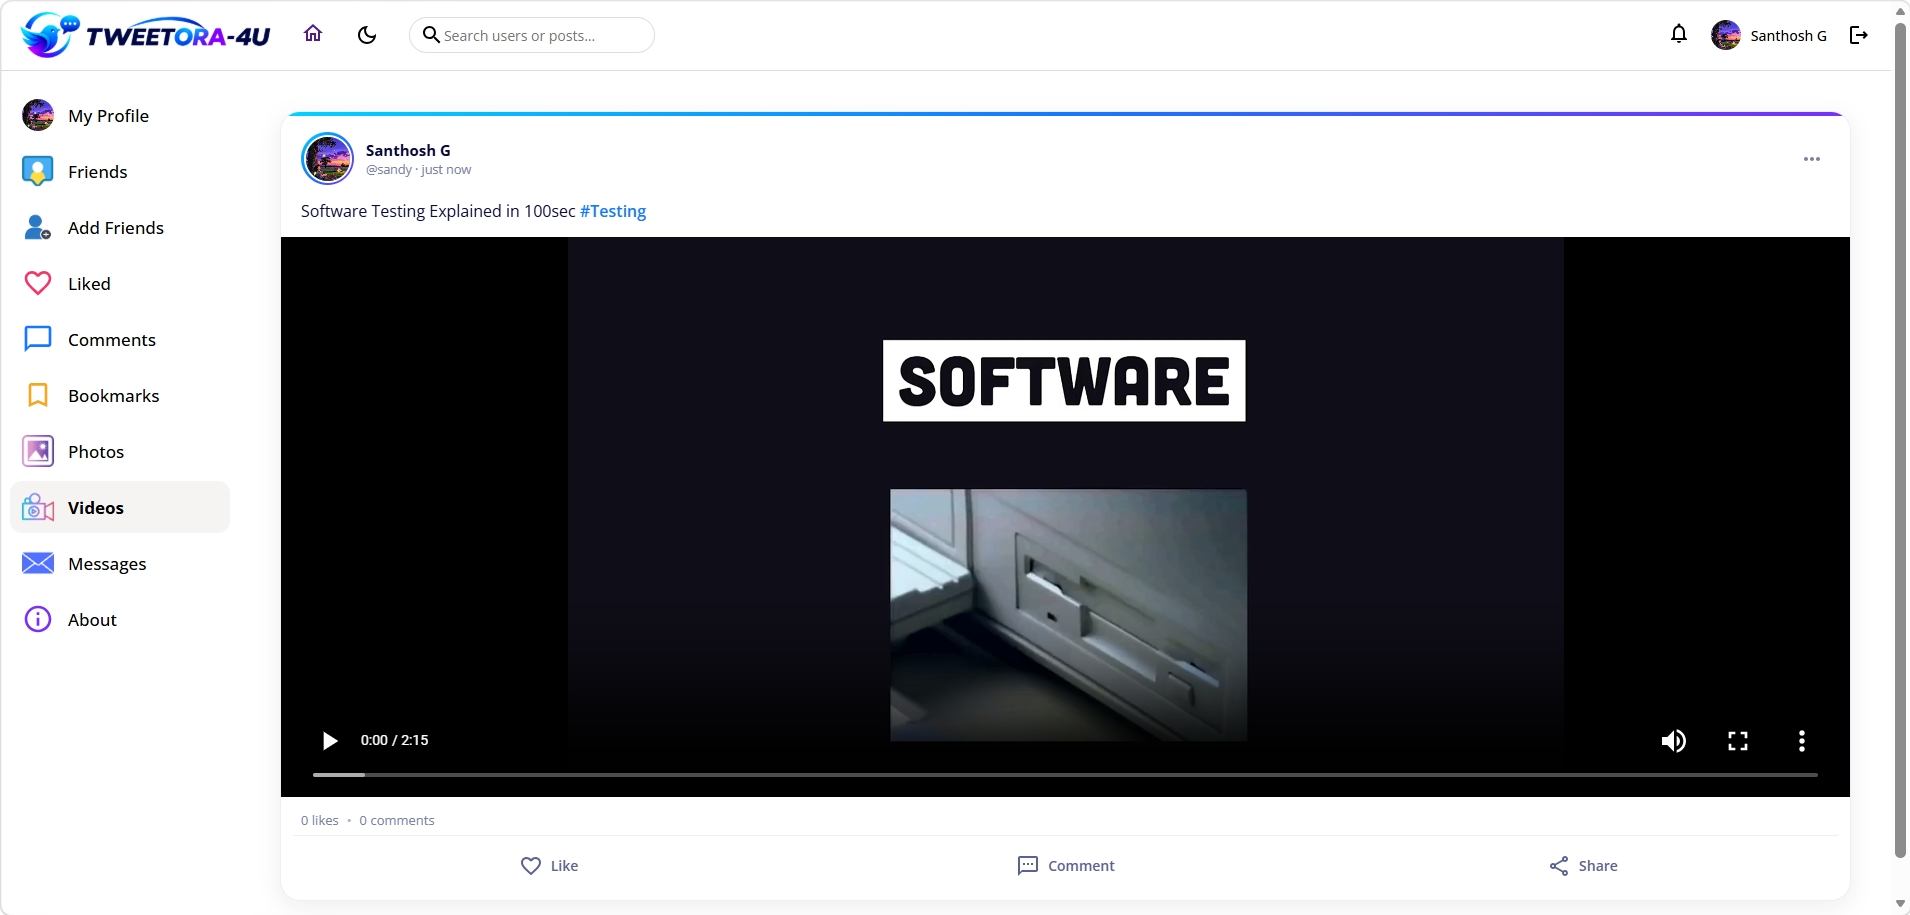 TWEETORA-4U
Search users or posts...
Santhosh G
My Profile
Friends
Add Friends
Liked
Comments
Bookmarks
Photos
Videos
Messages
About
Santhosh G
@sandy · just now
Software Testing Explained in 100sec #Testing
SOFTWARE
0:00 / 2:15
0 likes • 0 comments
Like
Comment
Share